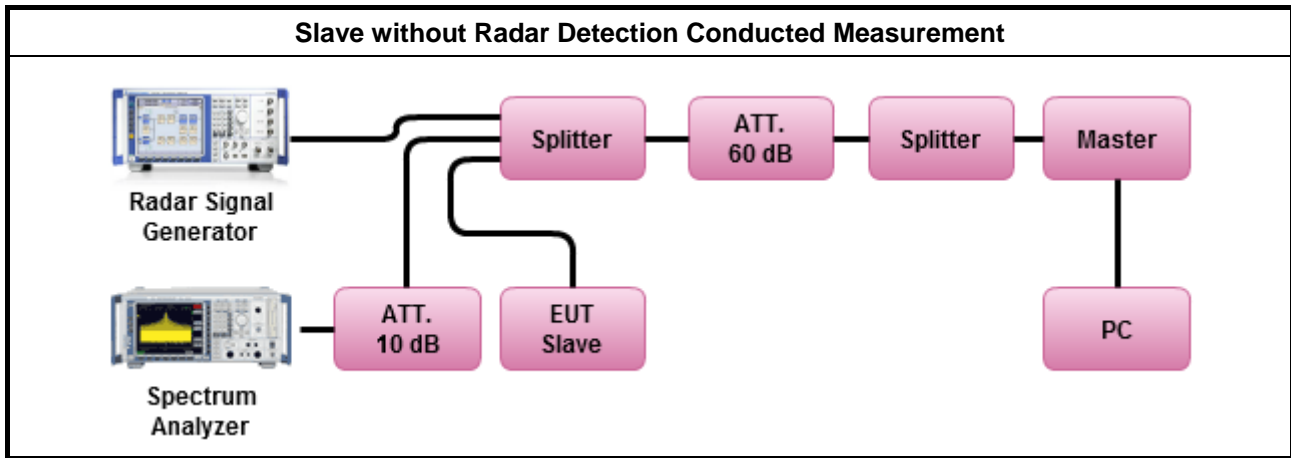 Slave without Radar Detection Conducted Measurement
Radar Signal
Generator
Splitter
ATT.
60 dB
Splitter
Master
Spectrum
Analyzer
ATT.
10 dB
EUT
Slave
PC